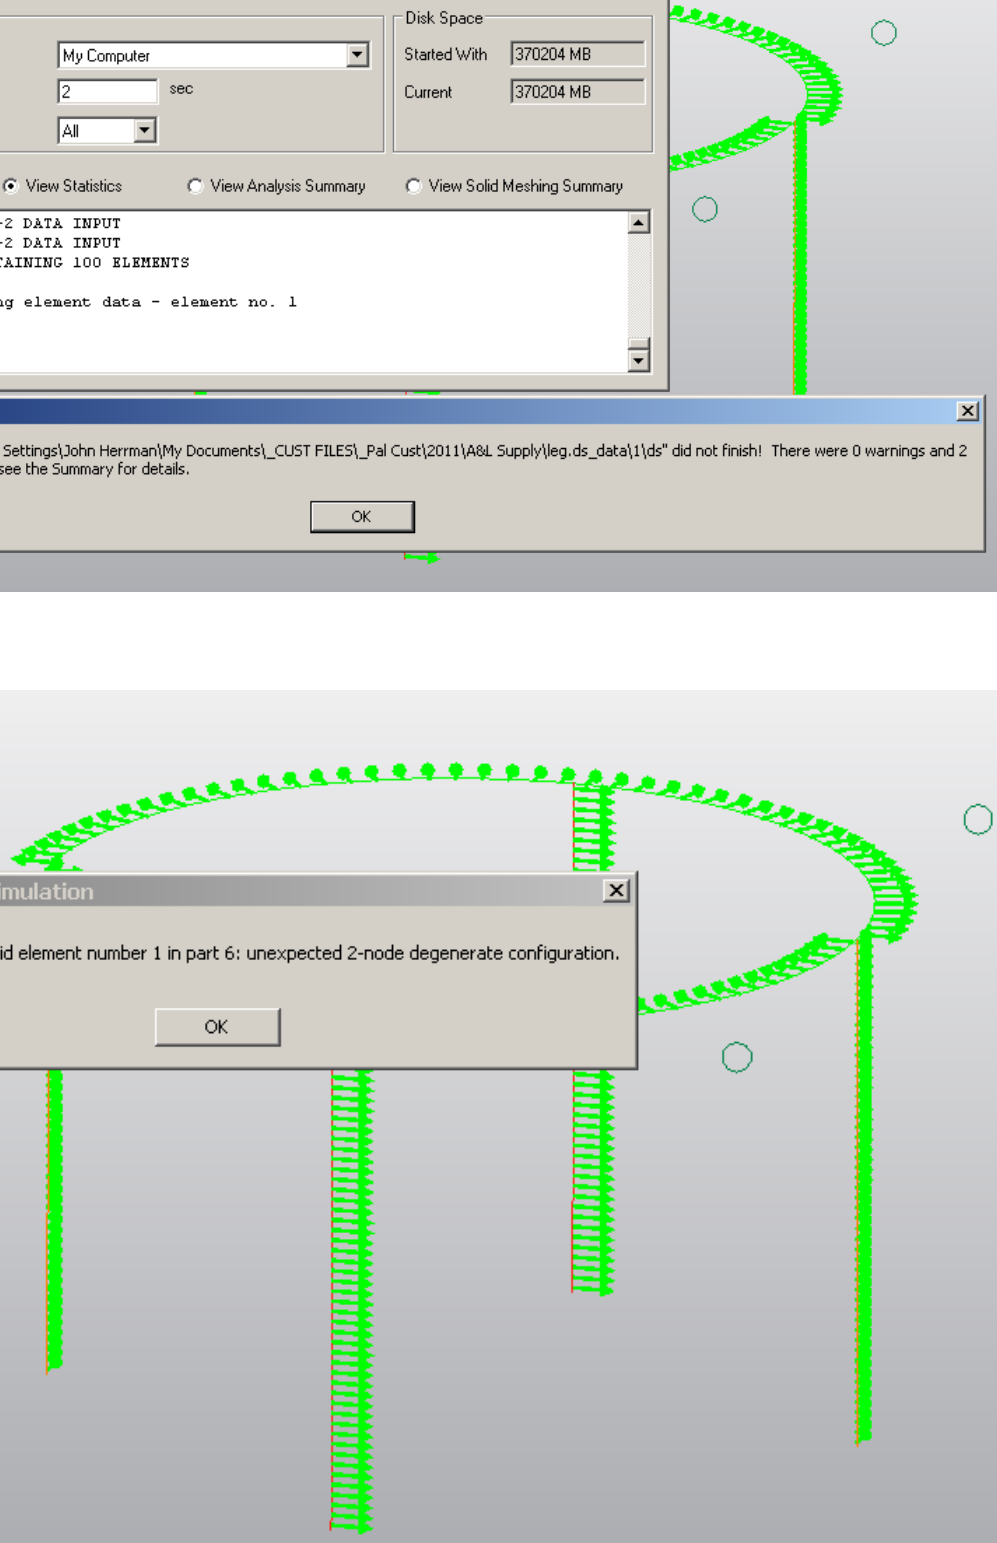 Disk Space
My Computer
Started With 370204 MB
2 sec
Current 370204 MB
All
View Statistics View Analysis Summary View Solid Meshing Summary
-2 DATA INPUT
-2 DATA INPUT
TAINING 100 ELEMENTS
ng element data - element no. 1
Settings\John Herrman\My Documents\_CUST FILES\_Pal Cust\2011\A&L Supply\leg.ds_data\1\ds" did not finish! There were 0 warnings and 2
see the Summary for details.
OK
imulation
id element number 1 in part 6: unexpected 2-node degenerate configuration.
OK